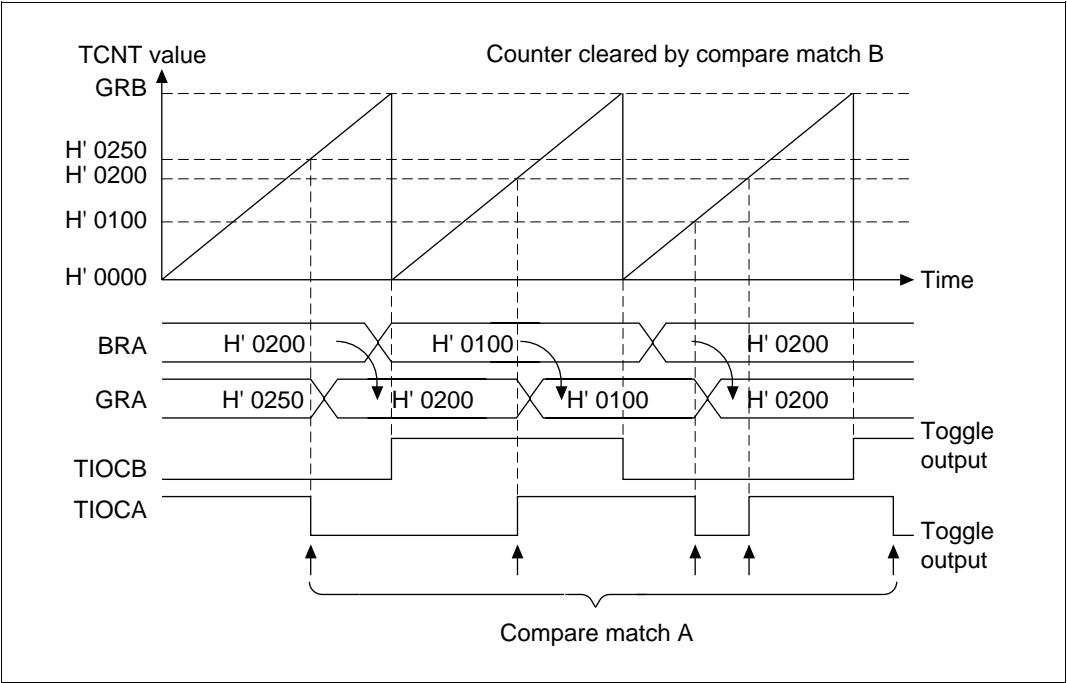 TCNT value
Counter cleared by compare match B
GRB
H' 0250
H' 0200
H' 0100
H' 0000
Time
BRA
H' 0200
H' 0100
H' 0200
GRA
H' 0250
H' 0200
H' 0100
H' 0200
TIOCB
Toggle
output
TIOCA
Toggle
output
Compare match A